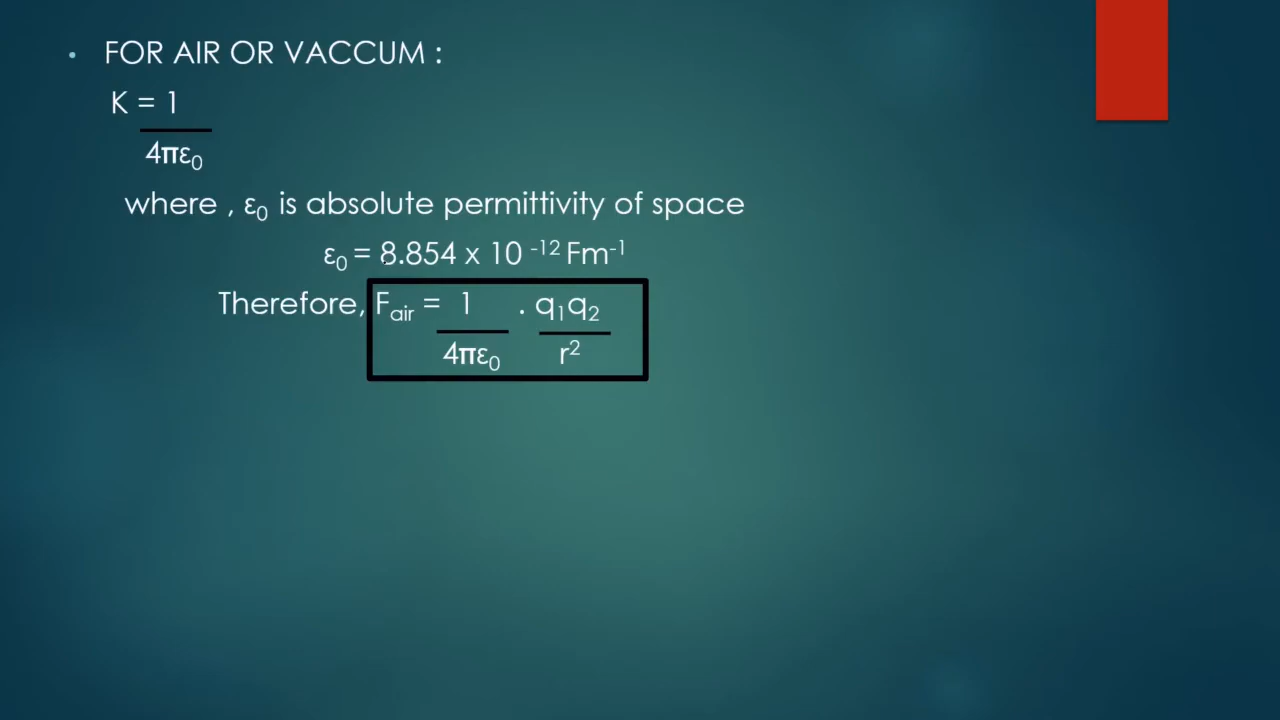 • FOR AIR OR VACCUM :
K = 1
4πε₀
where , ε₀ is absolute permittivity of space
ε₀ = 8.854 x 10 ⁻¹² Fm⁻¹
Therefore, Fₐᵢᵣ = 1 . q₁q₂
4πε₀ r²